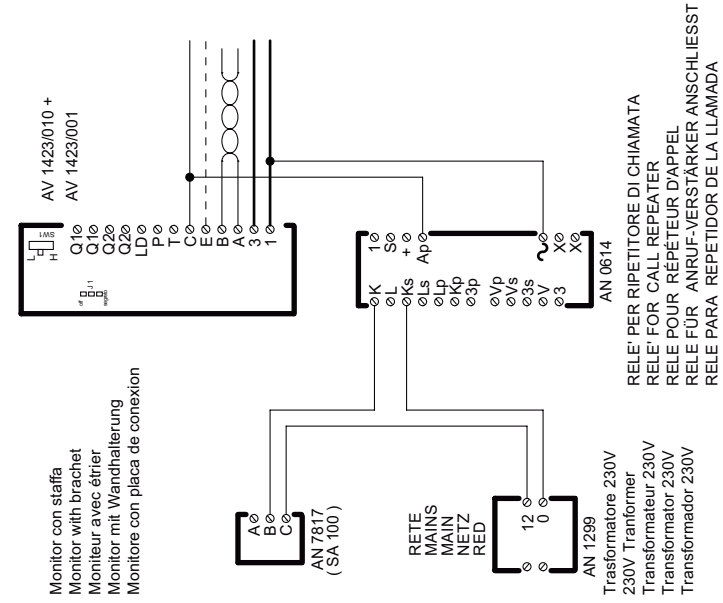 Monitor con staffa
Monitor with brachet
Moniteur avec étrier
Monitor mit Wandhalterung
Monitore con placa de conexion
AV 1423/010 +
AV 1423/001
L
SW1
H
off
J1
segreto
Q1
Q1
Q2
Q2
LD
P
T
C
E
B
A
3
1
A
B
C
AN 7817
( SA 100 )
K
L
Ks
Ls
Lp
Kp
3p
Vp
Vs
3s
V
3
1
S
+
Ap
~
X
X
AN 0614
RETE
MAINS
MAIN
NETZ
RED
12
0
AN 1299
Trasformatore 230V
230V Tranformer
Transformateur 230V
Transformator 230V
Transformador 230V
RELE' PER RIPETITORE DI CHIAMATA
RELE' FOR CALL REPEATER
RELE POUR RÉPÉTEUR D'APPEL
RELE FÜR ANRUF-VERSTÄRKER ANSCHLIESST
RELE PARA REPETIDOR DE LA LLAMADA